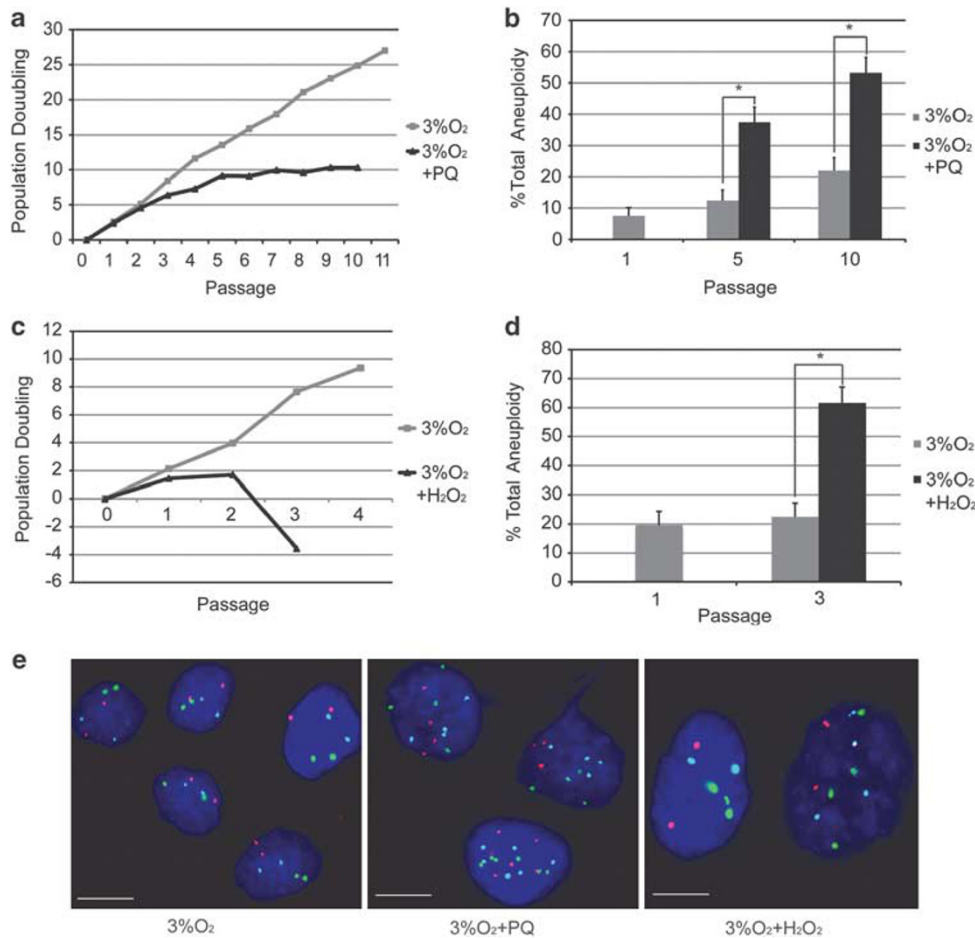 a
Population Douubling
30
25
20
15
10
5
0
0 1 2 3 4 5 6 7 8 9 10 11
Passage
3%O₂
3%O₂
+PQ
b
%Total Aneuploidy
70
60
50
40
30
20
10
0
* *
1 5 10
Passage
3%O₂
3%O₂
+PQ
c
Population Doubling
12
10
8
6
4
2
0
-2
-4
-6
0 1 2 3 4
Passage
3%O₂
3%O₂
+H₂O₂
d
% Total Aneuploidy
80
70
60
50
40
30
20
10
0
*
1 3
Passage
3%O₂
3%O₂
+H₂O₂
e
3%O₂ 3%O₂+PQ 3%O₂+H₂O₂